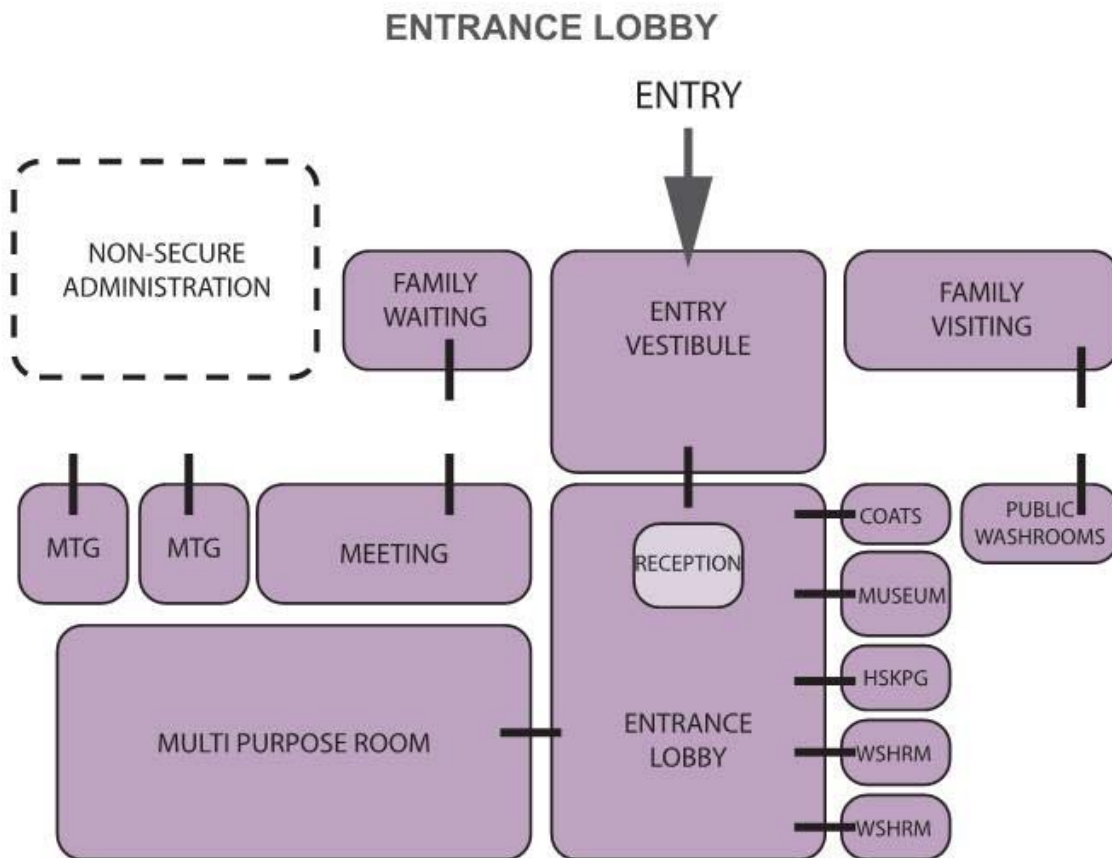 ENTRANCE LOBBY
ENTRY
NON-SECURE
ADMINISTRATION
FAMILY
WAITING
ENTRY
VESTIBULE
FAMILY
VISITING
MTG
MTG
MEETING
RECEPTION
COATS
PUBLIC
WASHROOMS
MUSEUM
HSKPG
MULTI PURPOSE ROOM
ENTRANCE
LOBBY
WSHRM
WSHRM